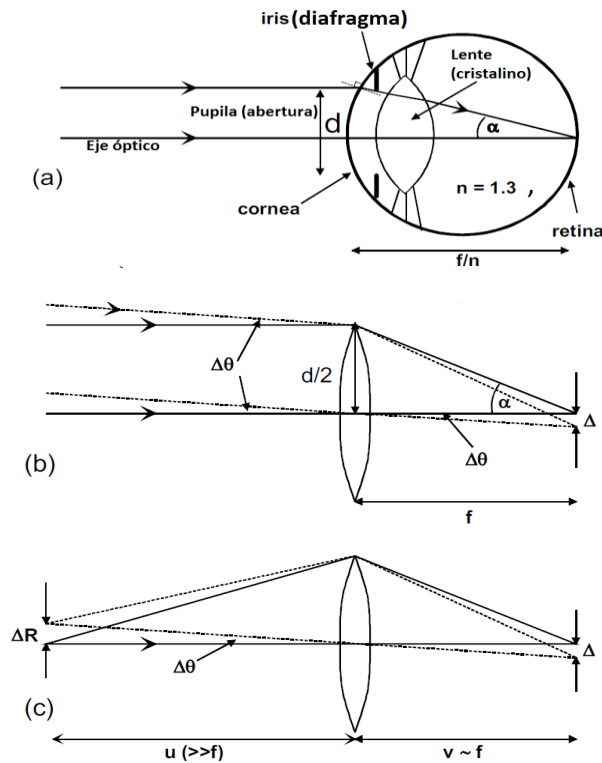 iris(diafragma)
Lente
(cristalino)
Pupila (abertura)
d
α
Eje óptico
(a)
n = 1.3 ,
cornea
retina
f/n
Δθ
d/2
α
Δ
Δθ
(b)
f
ΔR
Δθ
Δ
(c)
u (>>f)
v ~ f